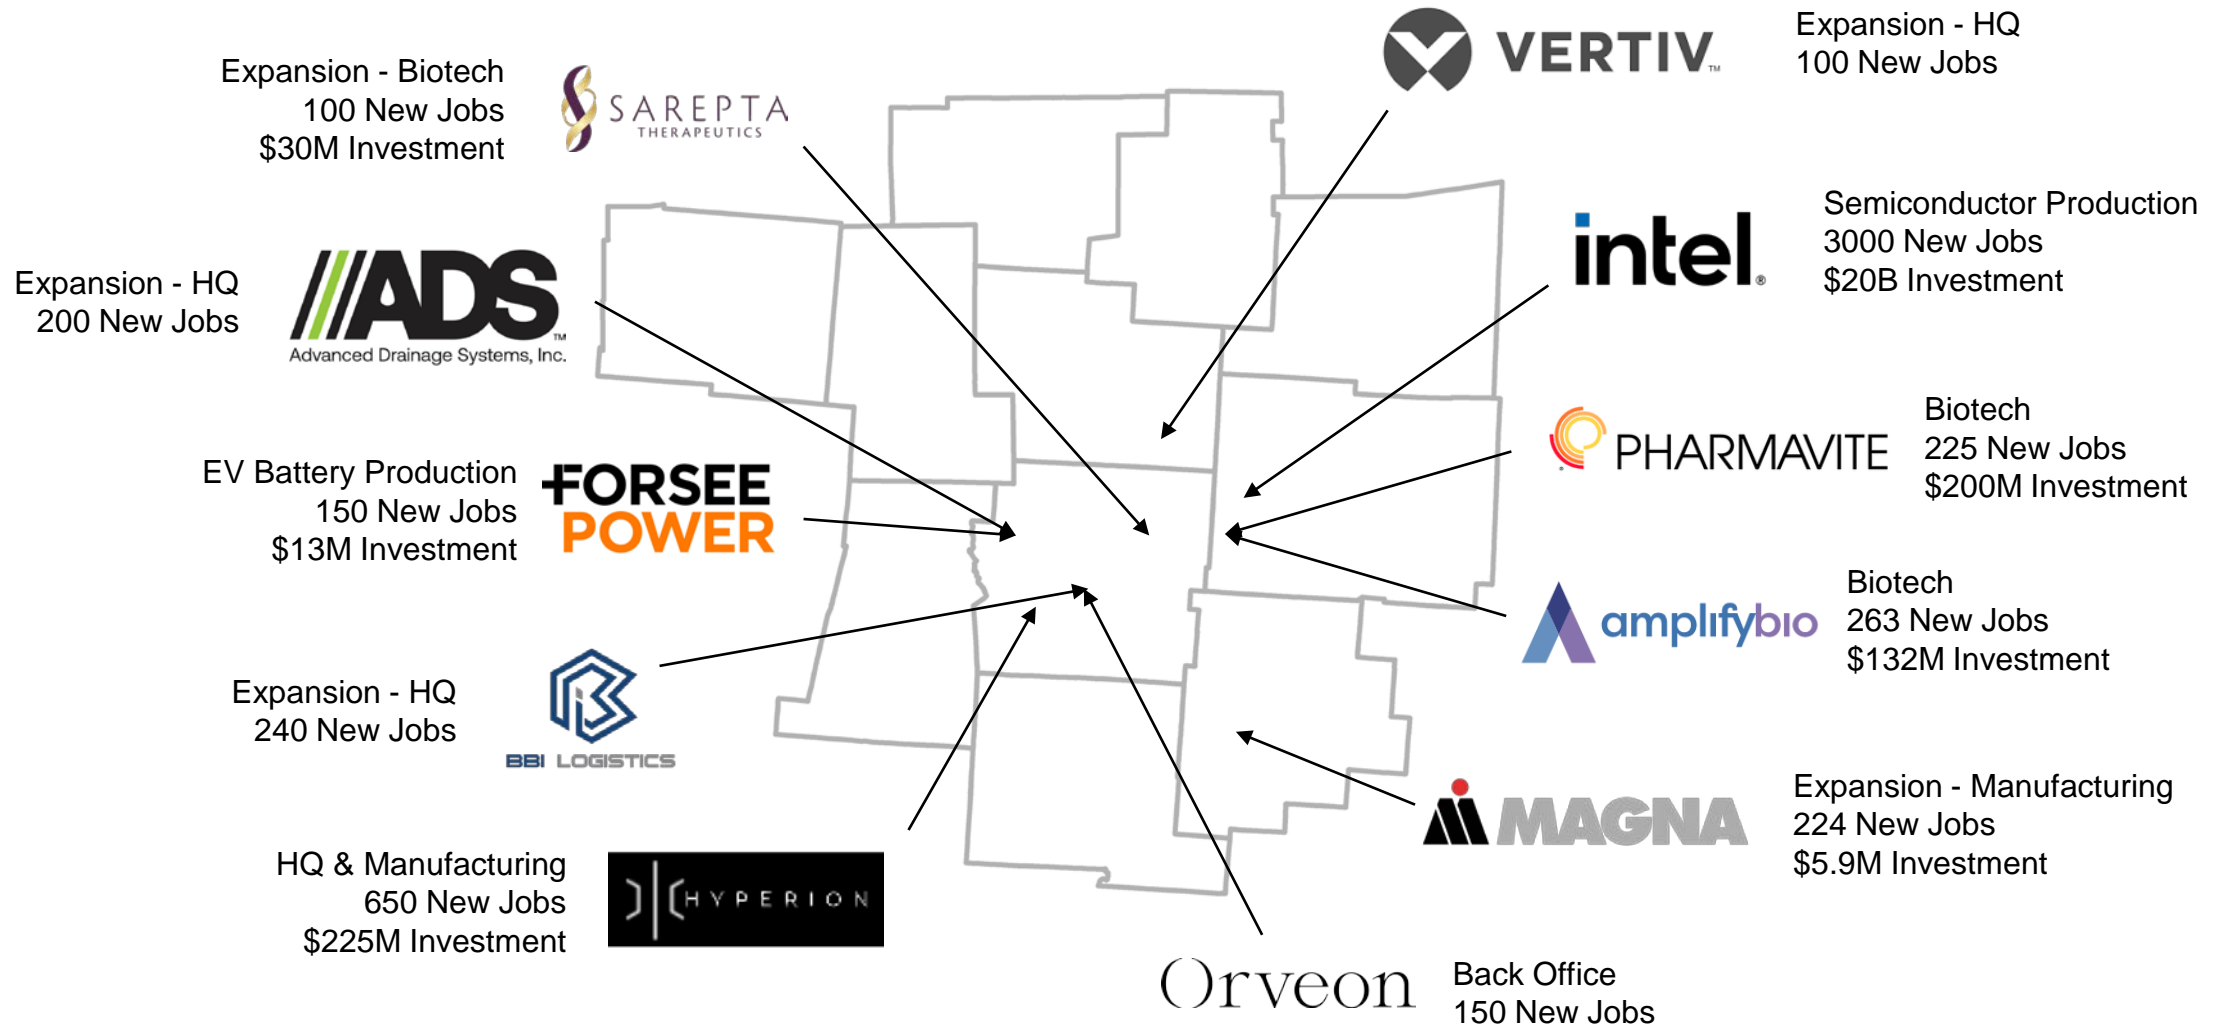 Expansion - Biotech
100 New Jobs
$30M Investment
SAREPTA
THERAPEUTICS
VERTIV™
Expansion - HQ
100 New Jobs
Expansion - HQ
200 New Jobs
ADS™
Advanced Drainage Systems, Inc.
intel®
Semiconductor Production
3000 New Jobs
$20B Investment
EV Battery Production
150 New Jobs
$13M Investment
FORSEE
POWER
PHARMAVITE®
Biotech
225 New Jobs
$200M Investment
amplifybio
Biotech
263 New Jobs
$132M Investment
Expansion - HQ
240 New Jobs
BBI LOGISTICS
MAGNA
Expansion - Manufacturing
224 New Jobs
$5.9M Investment
HQ & Manufacturing
650 New Jobs
$225M Investment
HYPERION
Orveon
Back Office
150 New Jobs